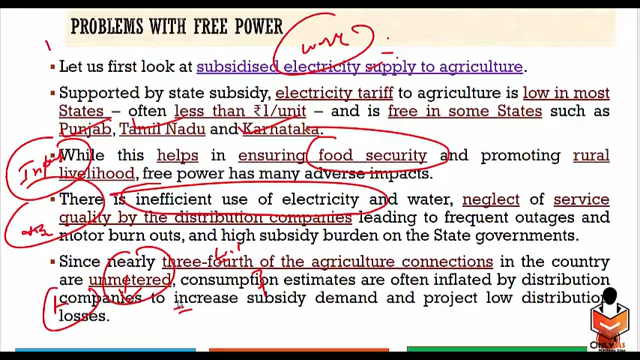 PROBLEMS WITH FREE POWER
Let us first look at subsidised electricity supply to agriculture.
Supported by state subsidy, electricity tariff to agriculture is low in most
States – often less than ₹1/unit – and is free in some States such as
Punjab, Tamil Nadu and Karnataka.
While this helps in ensuring food security and promoting rural
livelihood, free power has many adverse impacts.
There is inefficient use of electricity and water, neglect of service
quality by the distribution companies leading to frequent outages and
motor burn outs, and high subsidy burden on the State governments.
Since nearly three-fourth of the agriculture connections in the country
are unmetered, consumption estimates are often inflated by distribution
companies to increase subsidy demand and project low distribution
losses.